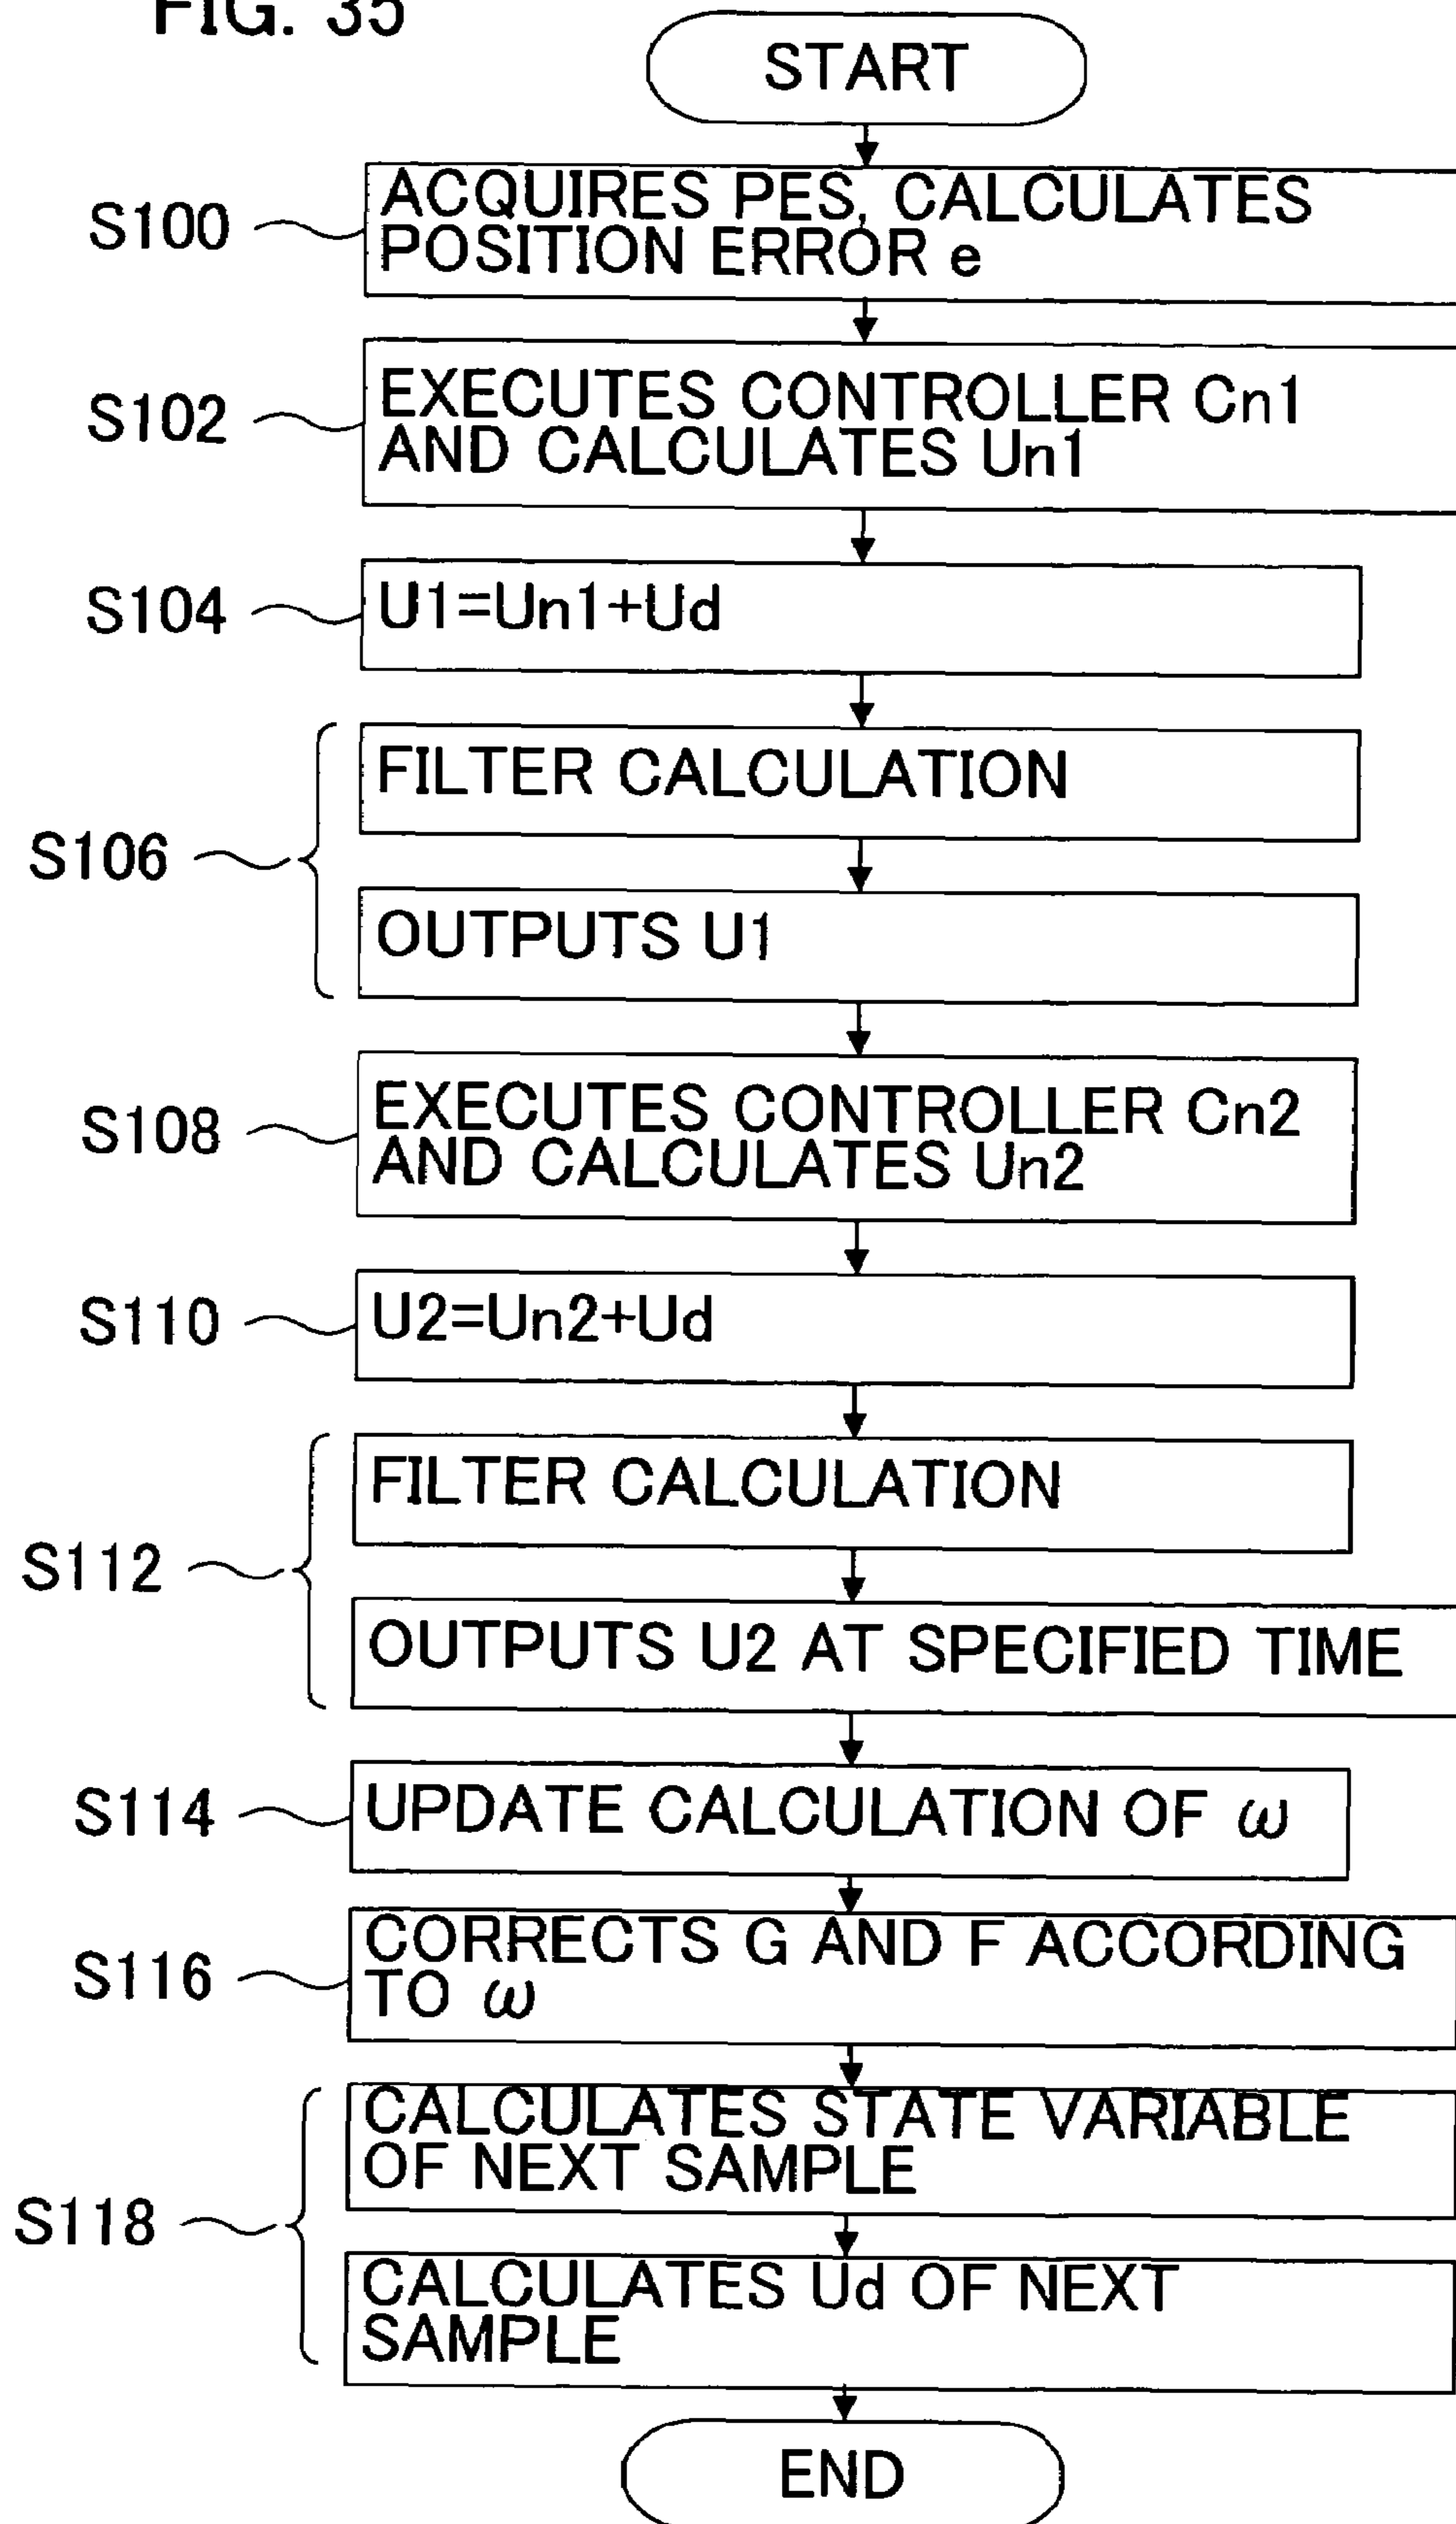 FIG. 35
START
S100
ACQUIRES PES, CALCULATES
POSITION ERROR e
S102
EXECUTES CONTROLLER Cn1
AND CALCULATES Un1
S104
U1=Un1+Ud
S106
FILTER CALCULATION
OUTPUTS U1
S108
EXECUTES CONTROLLER Cn2
AND CALCULATES Un2
S110
U2=Un2+Ud
S112
FILTER CALCULATION
OUTPUTS U2 AT SPECIFIED TIME
S114
UPDATE CALCULATION OF ω
S116
CORRECTS G AND F ACCORDING
TO ω
S118
CALCULATES STATE VARIABLE
OF NEXT SAMPLE
CALCULATES Ud OF NEXT
SAMPLE
END